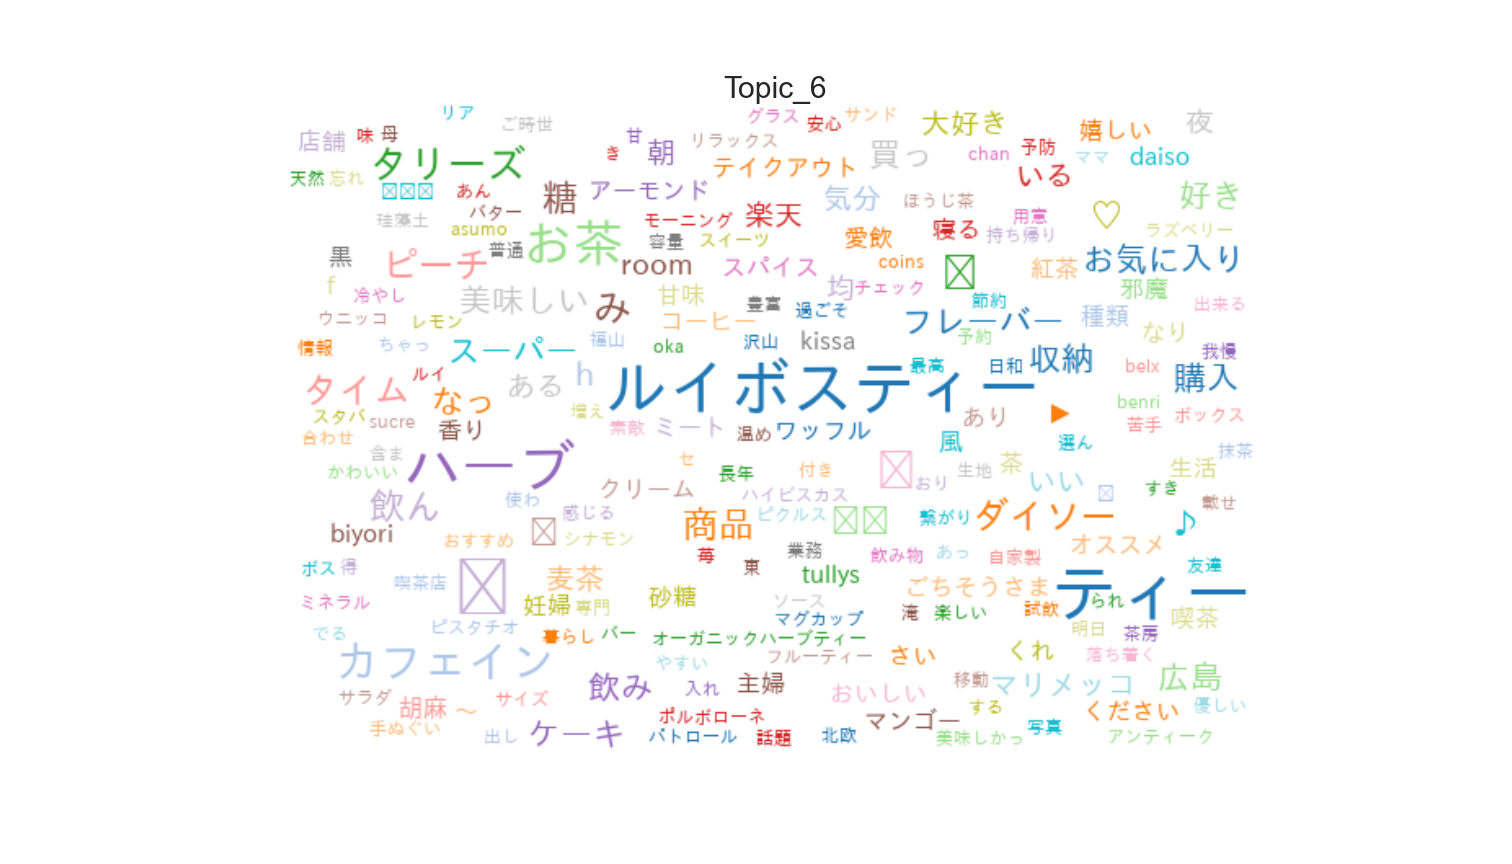 Topic_6
リア
ご時世
グラス
安心
サンド
大好き
嬉しい
夜
店舗
味
母
甘
リラックス
タリーズ
き
朝
テイクアウト
買っ
chan
予防
ママ
daiso
天然
忘れ
あん
糖
アーモンド
気分
ほうじ茶
いる
好き
珪藻土
バター
asumo
モーニング
楽天
用意
♡
ラズベリー
黒
普通
お茶
容量
スイーツ
愛飲
寝る
持ち帰り
ピーチ
room
スパイス
coins
紅茶
お気に入り
f
冷やし
美味しい
み
甘味
豊富
均
チェック
節約
邪魔
出来る
ウニッコ
レモン
コーヒー
過ごそ
フレーバー
予約
種類
なり
情報
ちゃっ
スーパー
福山
oka
沢山
kissa
最高
日和
収納
我慢
belx
タイム
ルイ
ある
h
ルイボスティー
購入
スタバ
sucre
なっ
増え
あり
▶
benri
ボックス
合わせ
香り
素敵
ミート
温め
ワッフル
風
選ん
苦手
含ま
ハーブ
セ
抹茶
かわいい
長年
付き
生地
茶
いい
生活
飲ん
使わ
クリーム
ハイビスカス
おり
すき
戴せ
biyori
感じる
商品
ピクルス
繋がり
ダイソー
♪
おすすめ
シナモン
苺
業務
飲み物
あっ
自家製
オススメ
ボス
得
喫茶店
麦茶
東
tullys
ごちそうさま
ティー
友達
ミネラル
妊婦
専門
砂糖
ソース
マグカップ
滝
楽しい
試飲
られ
喫茶
でる
ピスタチオ
暮らし
バー
オーガニックハーブティー
明日
茶房
カフェイン
やすい
フルーティー
さい
くれ
落ち着く
サラダ
胡麻
〜
サイズ
飲み
入れ
主婦
おいしい
移動
マリメッコ
広島
手ぬぐい
出し
ケーキ
ポルボローネ
マンゴー
する
ください
優しい
パトロール
話題
北欧
美味しかっ
写真
アンティーク